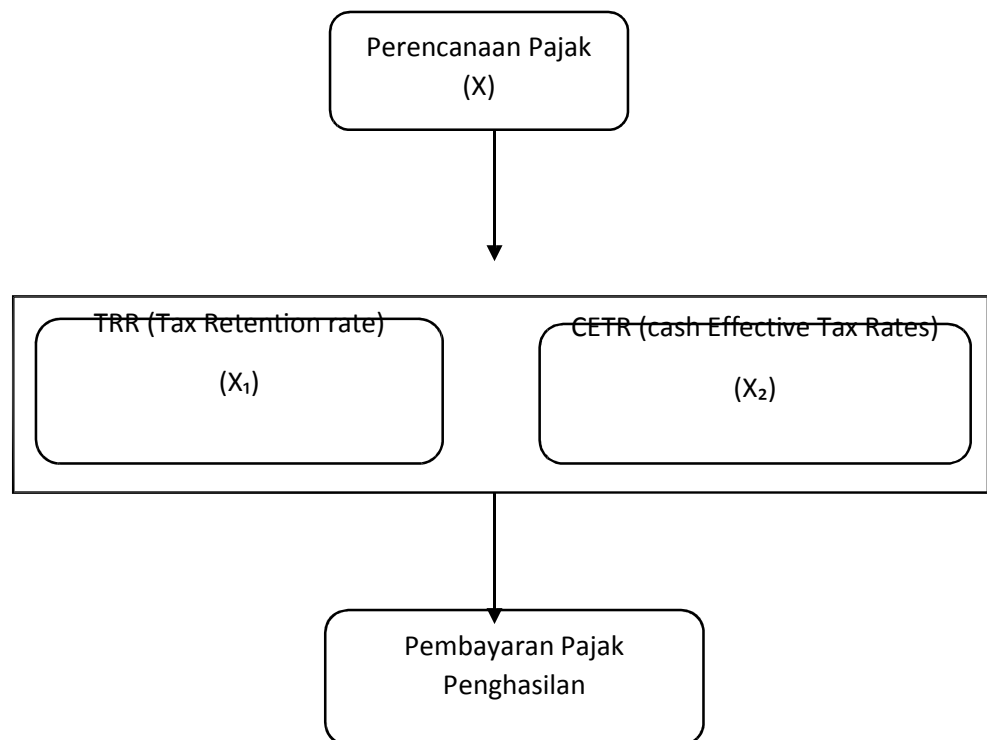 Perencanaan Pajak
(X)
TRR (Tax Retention rate)
(X₁)
CETR (cash Effective Tax Rates)
(X₂)
Pembayaran Pajak
Penghasilan